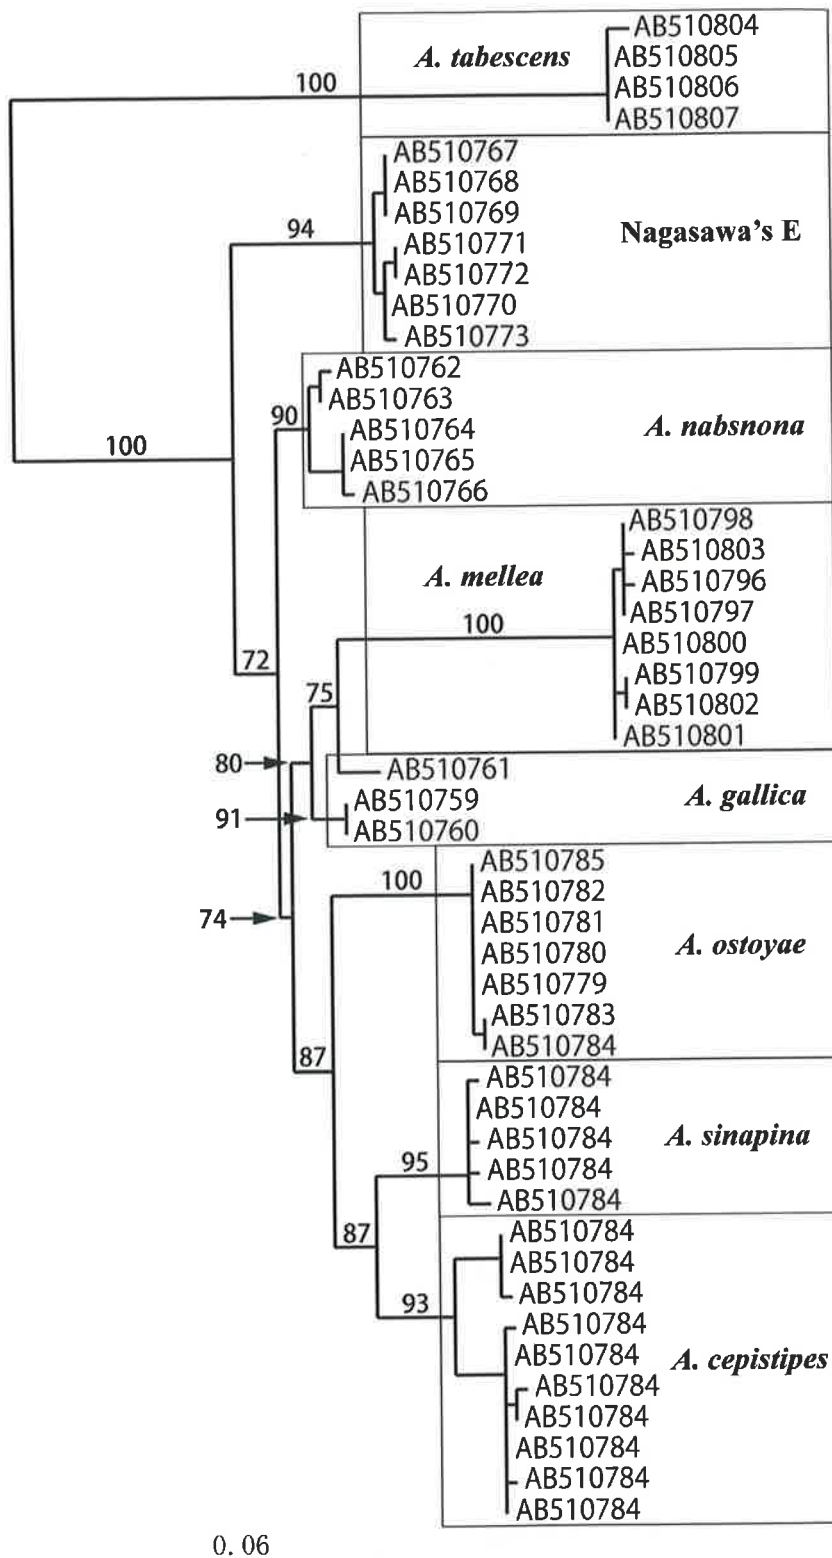 AB510804
A. tabescens
AB510805
100
AB510806
AB510807
AB510767
AB510768
AB510769
94
Nagasawa's E
AB510771
AB510772
AB510770
AB510773
AB510762
AB510763
90
A. nabsnona
AB510764
100
AB510765
AB510766
AB510798
AB510803
A. mellea
AB510796
AB510797
100
AB510800
72
AB510799
75
AB510802
AB510801
80
AB510761
A. gallica
AB510759
91
AB510760
AB510785
100
AB510782
74
AB510781
A. ostoyae
AB510780
AB510779
AB510783
87
AB510784
AB510784
AB510784
A. sinapina
AB510784
95
AB510784
AB510784
87
AB510784
AB510784
AB510784
93
AB510784
AB510784
A. cepistipes
AB510784
AB510784
AB510784
AB510784
AB510784
0. 06